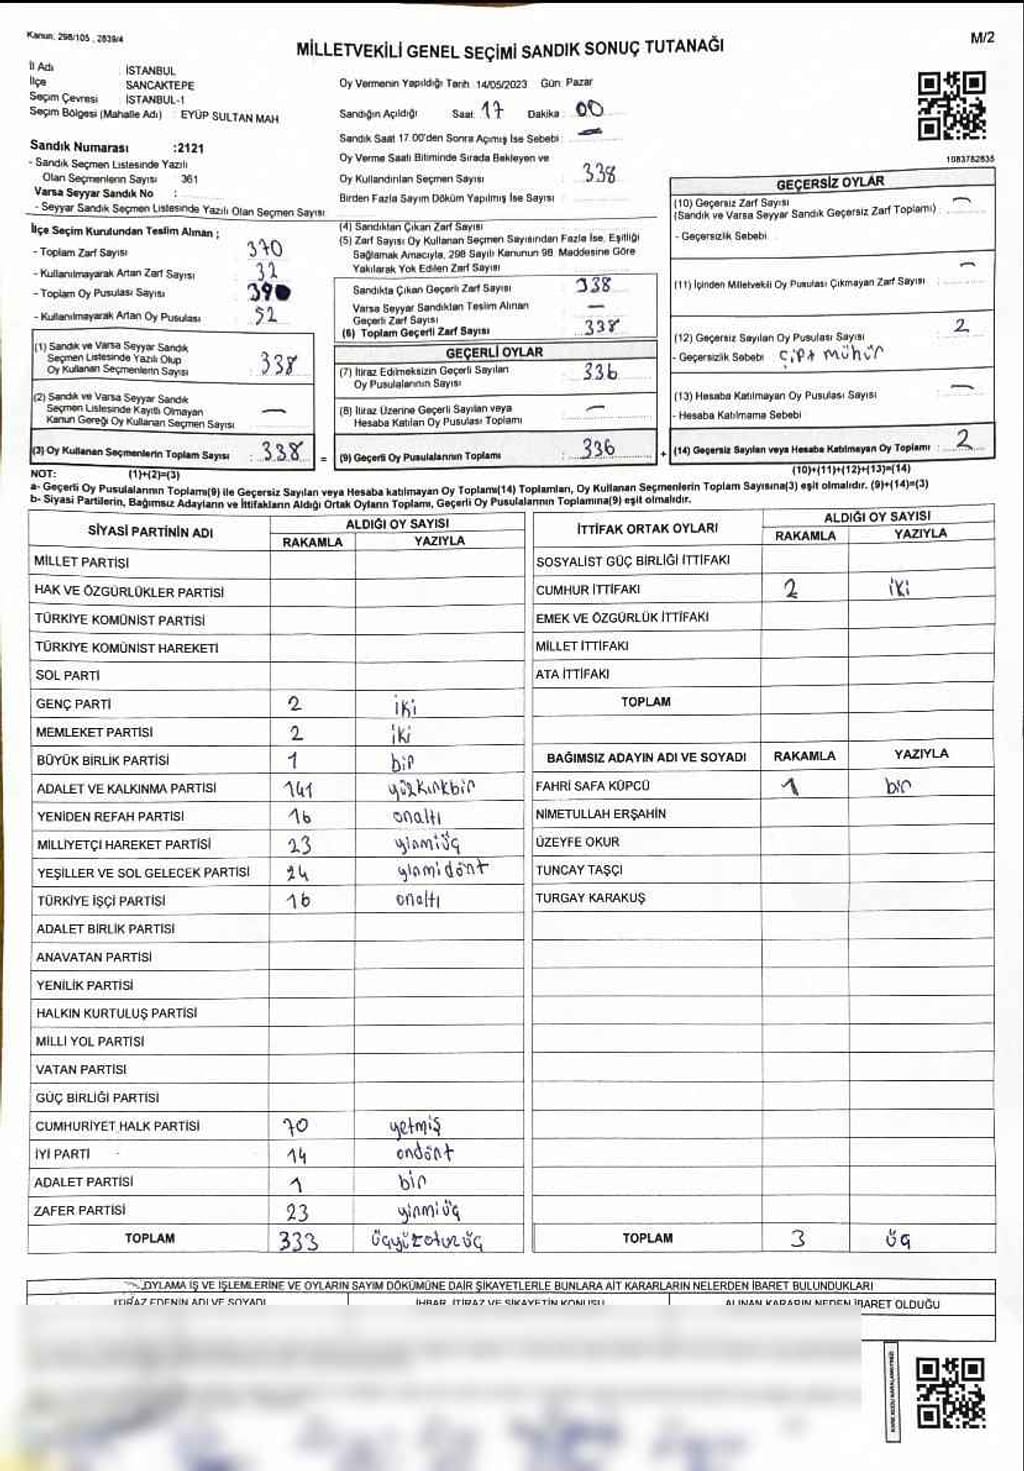 Kanun. 298/105 , 2839/4
MİLLETVEKİLİ GENEL SEÇİMİ SANDIK SONUÇ TUTANAĞI
M/2
İl Adı : İSTANBUL
İlçe : SANCAKTEPE
Seçim Çevresi : İSTANBUL-1
Seçim Bölgesi (Mahalle Adı) : EYÜP SULTAN MAH
Oy Vermenin Yapıldığı Tarih :14/05/2023 Gün: Pazar
Sandığın Açıldığı Saat: 17 Dakika : 00
Sandık Saat 17.00'den Sonra Açımış İse Sebebi : —
Oy Verme Saati Bitiminde Sırada Bekleyen ve
Oy Kullandırılan Seçmen Sayısı : 338
Birden Fazla Sayım Döküm Yapılmış İse Sayısı :
1083782835
Sandık Numarası :2121
- Sandık Seçmen Listesinde Yazılı
Olan Seçmenlerin Sayısı 361
Varsa Seyyar Sandık No :
- Seyyar Sandık Seçmen Listesinde Yazılı Olan Seçmen Sayısı
İlçe Seçim Kurulundan Teslim Alınan ;
- Toplam Zarf Sayısı : 370
- Kullanılmayarak Artan Zarf Sayısı : 32
- Toplam Oy Pusulası Sayısı : 390
- Kullanılmayarak Artan Oy Pusulası : 52
(1) Sandık ve Varsa Seyyar Sandık
Seçmen Listesinde Yazılı Olup
Oy Kullanan Seçmenlerin Sayısı : 338
(2) Sandık ve Varsa Seyyar Sandık
Seçmen Listesinde Kayıtlı Olmayan
Kanun Gereği Oy Kullanan Seçmen Sayısı : —
(3) Oy Kullanan Seçmenlerin Toplam Sayısı : 338 =
(4) Sandıktan Çıkan Zarf Sayısı :
(5) Zarf Sayısı Oy Kullanan Seçmen Sayısından Fazla İse, Eşitliği
Sağlamak Amacıyla, 298 Sayılı Kanunun 98. Maddesine Göre
Yakılarak Yok Edilen Zarf Sayısı :
Sandıkta Çıkan Geçerli Zarf Sayısı : 338
Varsa Seyyar Sandıktan Teslim Alınan
Geçerli Zarf Sayısı : —
(6) Toplam Geçerli Zarf Sayısı : 338
GEÇERLİ OYLAR
(7) İtiraz Edilmeksizin Geçerli Sayılan
Oy Pusulalarının Sayısı : 336
(8) İtiraz Üzerine Geçerli Sayılan veya
Hesaba Katılan Oy Pusulası Toplamı : —
(9) Geçerli Oy Pusulalarının Toplamı : 336 +
GEÇERSİZ OYLAR
(10) Geçersiz Zarf Sayısı
(Sandık ve Varsa Seyyar Sandık Geçersiz Zarf Toplamı) : —
- Geçersizlik Sebebi :
(11) İçinden Milletvekili Oy Pusulası Çıkmayan Zarf Sayısı : —
(12) Geçersiz Sayılan Oy Pusulası Sayısı : 2
- Geçersizlik Sebebi : çift mühür
(13) Hesaba Katılmayan Oy Pusulası Sayısı : —
- Hesaba Katılmama Sebebi
(14) Geçersiz Sayılan veya Hesaba Katılmayan Oy Toplamı : 2
NOT: (1)+(2)=(3)
(10)+(11)+(12)+(13)=(14)
a- Geçerli Oy Pusulalarının Toplamı(9) ile Geçersiz Sayılan veya Hesaba katılmayan Oy Toplamı(14) Toplamları, Oy Kullanan Seçmenlerin Toplam Sayısına(3) eşit olmalıdır. (9)+(14)=(3)
b- Siyasi Partilerin, Bağımsız Adayların ve İttifakların Aldığı Ortak Oyların Toplamı, Geçerli Oy Pusulalarının Toplamına(9) eşit olmalıdır.
SİYASİ PARTİNİN ADI ALDIĞI OY SAYISI
RAKAMLA YAZIYLA
MİLLET PARTİSİ
HAK VE ÖZGÜRLÜKLER PARTİSİ
TÜRKİYE KOMÜNİST PARTİSİ
TÜRKİYE KOMÜNİST HAREKETİ
SOL PARTİ
GENÇ PARTİ 2 iki
MEMLEKET PARTİSİ 2 iki
BÜYÜK BİRLİK PARTİSİ 1 bir
ADALET VE KALKINMA PARTİSİ 141 yüzkırkbir
YENİDEN REFAH PARTİSİ 16 onaltı
MİLLİYETÇİ HAREKET PARTİSİ 23 yirmiüç
YEŞİLLER VE SOL GELECEK PARTİSİ 24 yirmidört
TÜRKİYE İŞÇİ PARTİSİ 16 onaltı
ADALET BİRLİK PARTİSİ
ANAVATAN PARTİSİ
YENİLİK PARTİSİ
HALKIN KURTULUŞ PARTİSİ
MİLLİ YOL PARTİSİ
VATAN PARTİSİ
GÜÇ BİRLİĞİ PARTİSİ
CUMHURİYET HALK PARTİSİ 70 yetmiş
İYİ PARTİ 14 ondört
ADALET PARTİSİ 1 bir
ZAFER PARTİSİ 23 yirmiüç
TOPLAM 333 üçyüzotuzüç
İTTİFAK ORTAK OYLARI ALDIĞI OY SAYISI
RAKAMLA YAZIYLA
SOSYALİST GÜÇ BİRLİĞİ İTTİFAKI
CUMHUR İTTİFAKI 2 iki
EMEK VE ÖZGÜRLÜK İTTİFAKI
MİLLET İTTİFAKI
ATA İTTİFAKI
TOPLAM
BAĞIMSIZ ADAYIN ADI VE SOYADI RAKAMLA YAZIYLA
FAHRİ SAFA KÜPCÜ 1 bir
NİMETULLAH ERŞAHİN
ÜZEYFE OKUR
TUNCAY TAŞÇI
TURGAY KARAKUŞ
TOPLAM 3 üç
OYLAMA İŞ VE İŞLEMLERİNE VE OYLARIN SAYIM DÖKÜMÜNE DAİR ŞİKAYETLERLE BUNLARA AİT KARARLARIN NELERDEN İBARET BULUNDUKLARI
İTİRAZ EDENİN ADI VE SOYADI İHBAR, İTİRAZ VE ŞİKAYETİN KONUSU ALINAN KARARIN NEDEN İBARET OLDUĞU